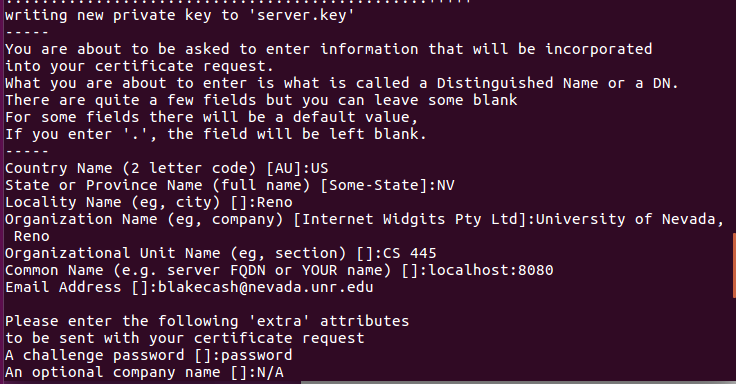 writing new private key to 'server.key'
-----
You are about to be asked to enter information that will be incorporated
into your certificate request.
What you are about to enter is what is called a Distinguished Name or a DN.
There are quite a few fields but you can leave some blank
For some fields there will be a default value,
If you enter '.', the field will be left blank.
-----
Country Name (2 letter code) [AU]:US
State or Province Name (full name) [Some-State]:NV
Locality Name (eg, city) []:Reno
Organization Name (eg, company) [Internet Widgits Pty Ltd]:University of Nevada,
 Reno
Organizational Unit Name (eg, section) []:CS 445
Common Name (e.g. server FQDN or YOUR name) []:localhost:8080
Email Address []:blakecash@nevada.unr.edu

Please enter the following 'extra' attributes
to be sent with your certificate request
A challenge password []:password
An optional company name []:N/A